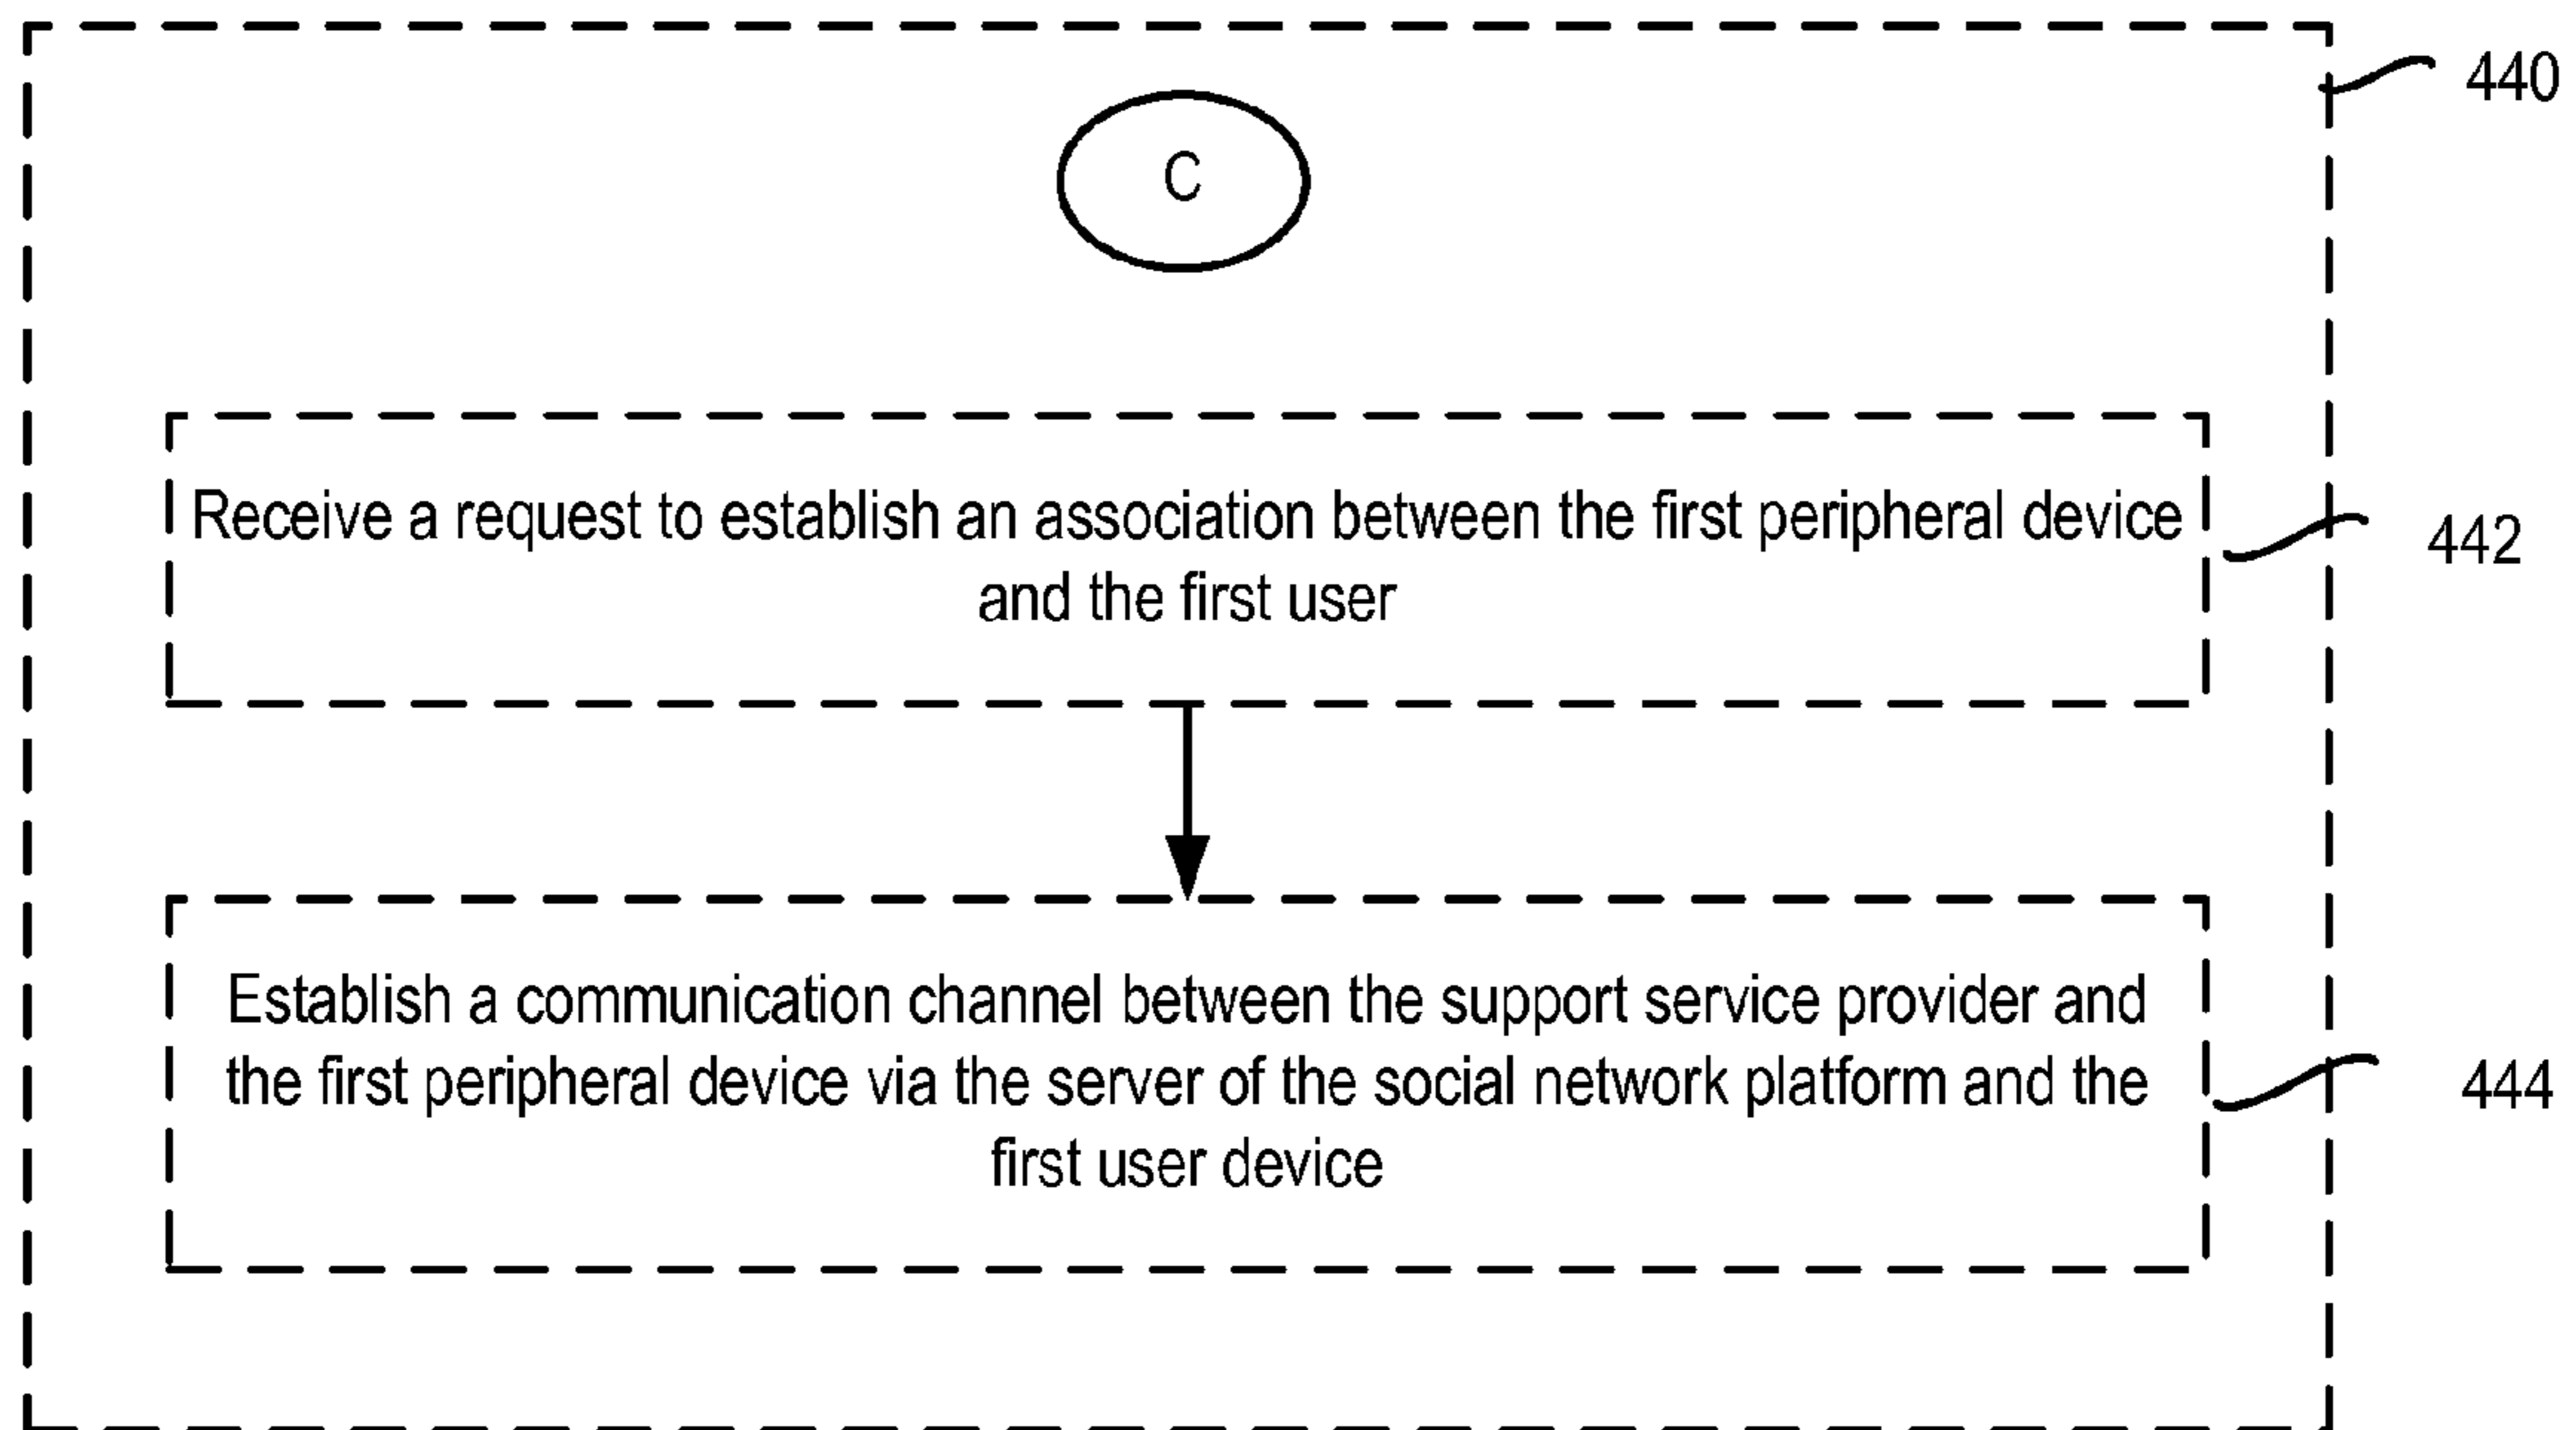 440
C
Receive a request to establish an association between the first peripheral device
and the first user
442
Establish a communication channel between the support service provider and
the first peripheral device via the server of the social network platform and the
first user device
444